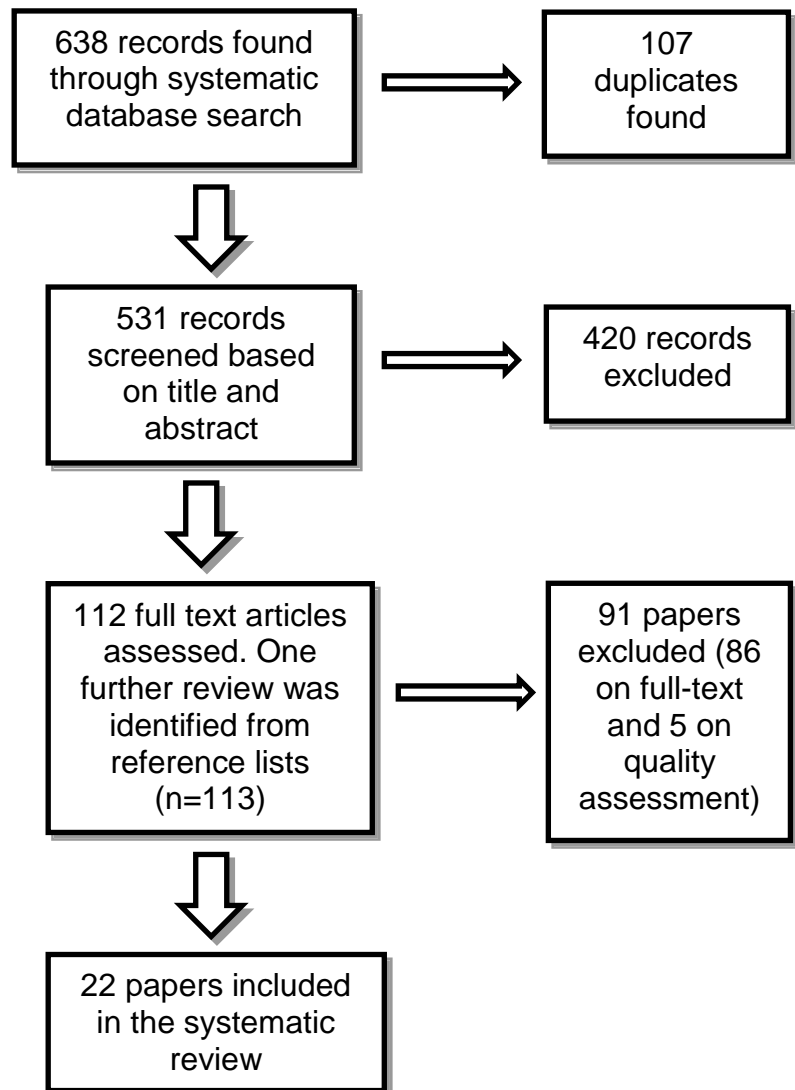 638 records found
through systematic
database search
107
duplicates
found
531 records
screened based
on title and
abstract
420 records
excluded
112 full text articles
assessed. One
further review was
identified from
reference lists
(n=113)
91 papers
excluded (86
on full-text
and 5 on
quality
assessment)
22 papers included
in the systematic
review